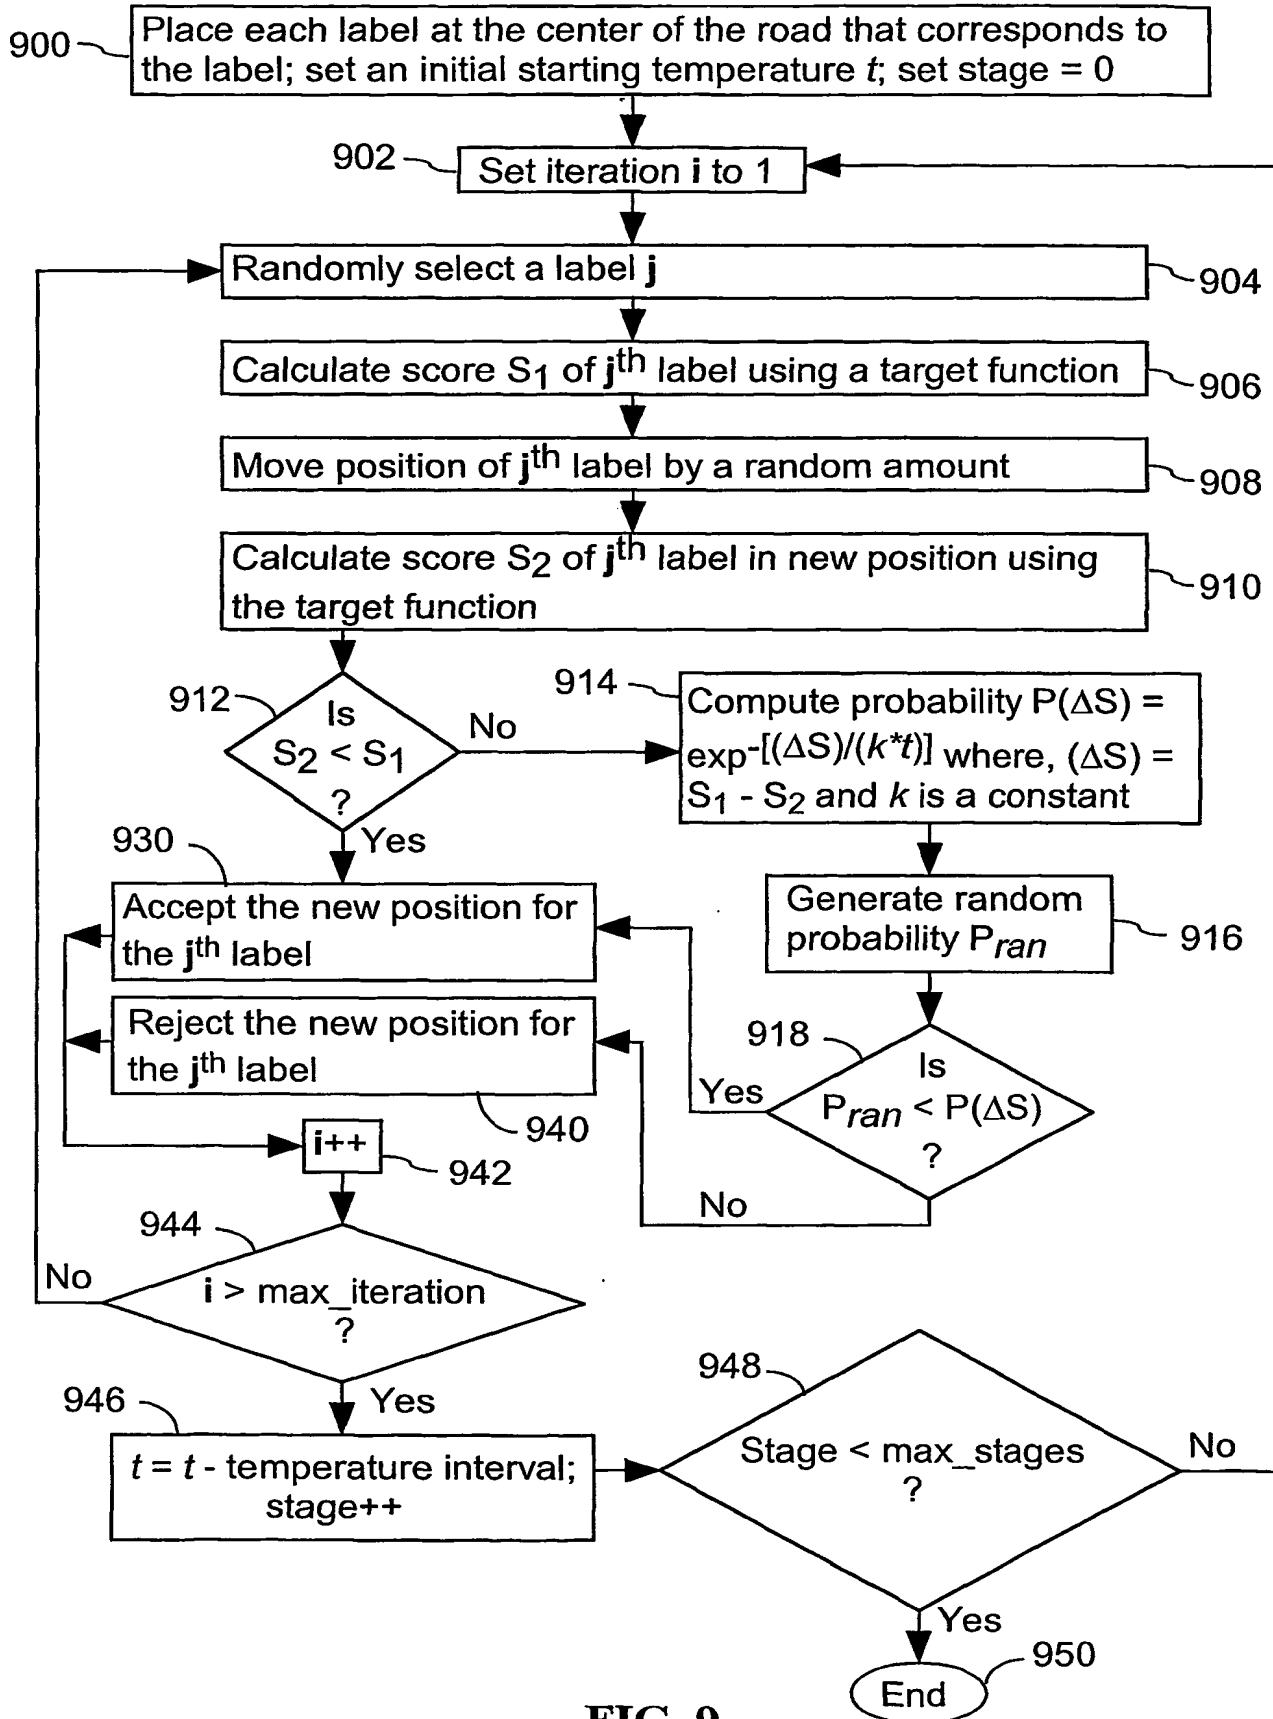 900
Place each label at the center of the road that corresponds to
the label; set an initial starting temperature t; set stage = 0
902
Set iteration i to 1
Randomly select a label j
904
Calculate score S1 of jth label using a target function
906
Move position of jth label by a random amount
908
Calculate score S2 of jth label in new position using
the target function
910
912
Is
S2 < S1
?
No
Yes
914
Compute probability P(ΔS) =
exp-[(ΔS)/(k*t)] where, (ΔS) =
S1 - S2 and k is a constant
Generate random
probability Pran
916
918
Is
Pran < P(ΔS)
?
Yes
No
930
Accept the new position for
the jth label
Reject the new position for
the jth label
940
i++
942
944
i > max_iteration
?
No
Yes
946
t = t - temperature interval;
stage++
948
Stage < max_stages
?
No
Yes
End
950
FIG. 9